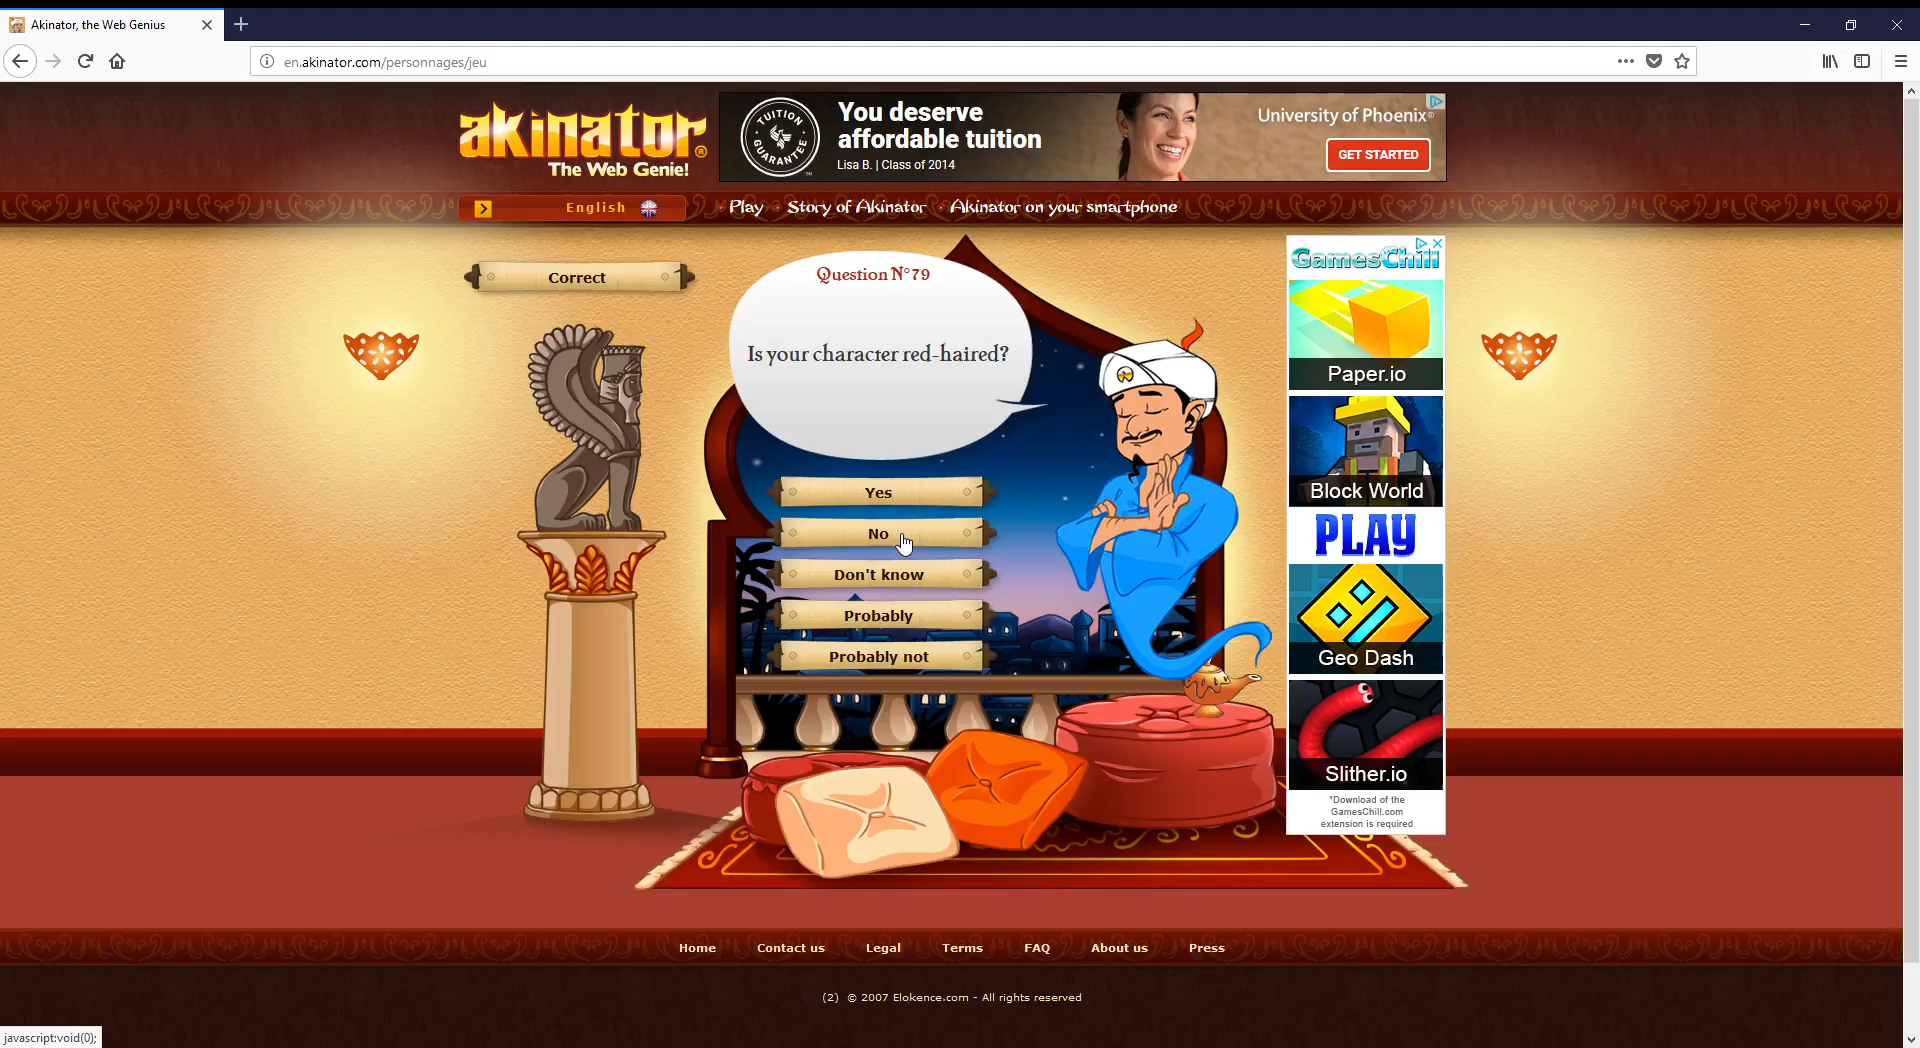 Akinator, the Web Genius
en.akinator.com/personnages/jeu
akinator®
The Web Genie!
TUITION
GUARANTEE
You deserve
affordable tuition
Lisa B. | Class of 2014
University of Phoenix®
GET STARTED
English
Play
Story of Akinator
Akinator on your smartphone
Correct
Question N°79
Is your character red-haired?
Yes
No
Don't know
Probably
Probably not
GamesChill
Paper.io
Block World
PLAY
Geo Dash
Slither.io
*Download of the
GamesChill.com
extension is required
Home
Contact us
Legal
Terms
FAQ
About us
Press
(2) © 2007 Elokence.com - All rights reserved
javascript:void(0);